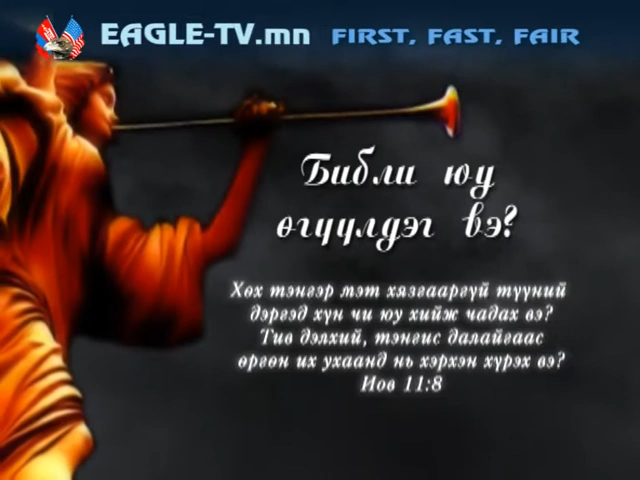 EAGLE-TV.mn FIRST, FAST, FAIR
Библи юу
өгүүлдэг вэ?
Хөх тэнгэр мэт хязгааргүй түүний
дэргэд хүн чи юу хийж чадах вэ?
Тив дэлхий, тэнгис далайгаас
өргөн их ухаанд нь хэрхэн хүрэх вэ?
Иов 11:8